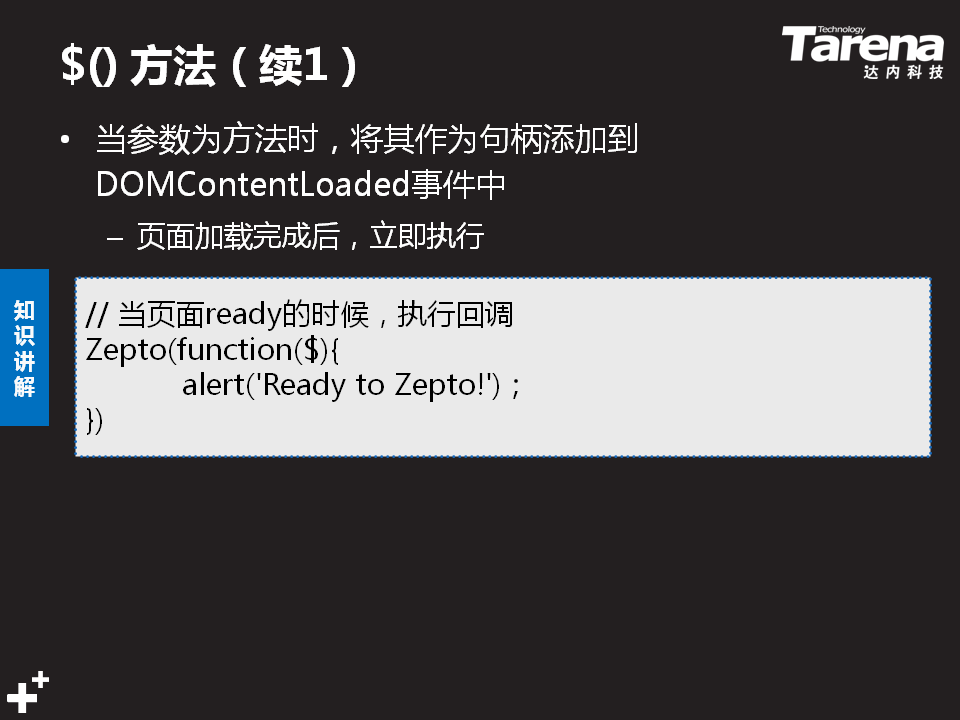 $() 方法（续1）
Technology
Tarena
达内科技
• 当参数为方法时，将其作为句柄添加到
DOMContentLoaded事件中
– 页面加载完成后，立即执行
知识讲解
// 当页面ready的时候，执行回调
Zepto(function($){
alert('Ready to Zepto!')；
})